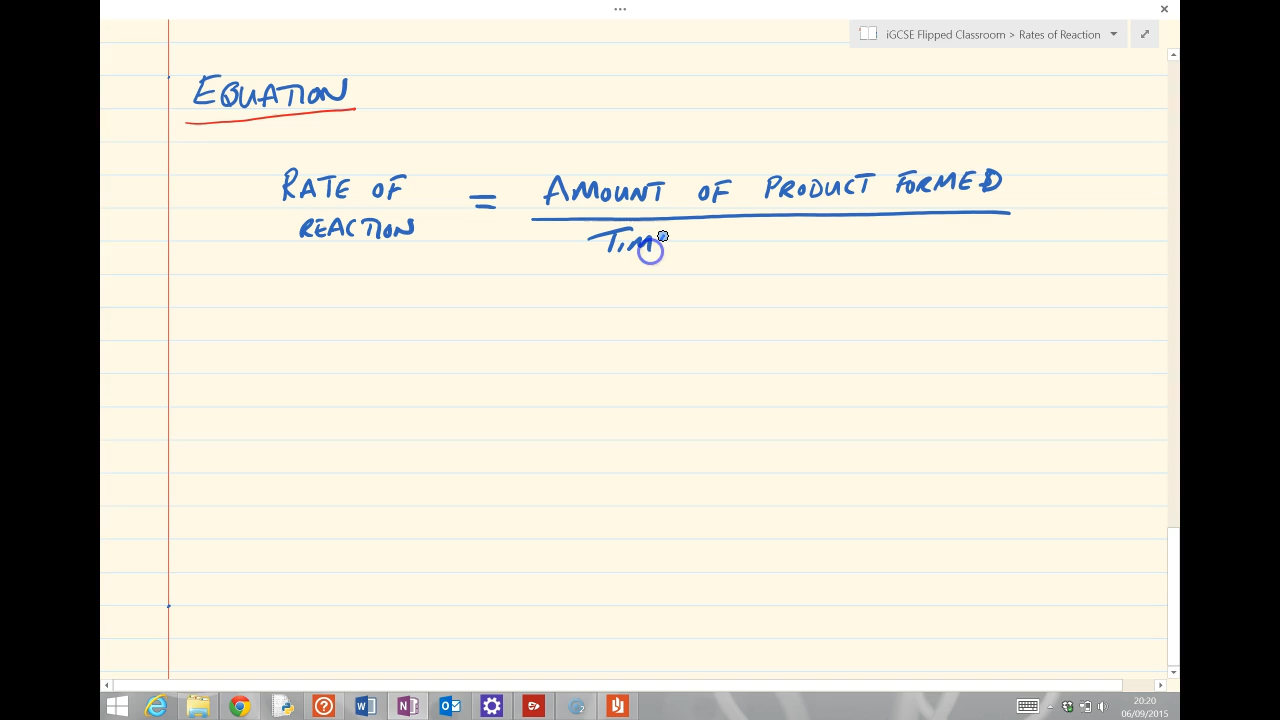 ...
×
iGCSE Flipped Classroom > Rates of Reaction
EQUATION
RATE OF
REACTION
=
AMOUNT OF PRODUCT FORMED
TIM
20:20
06/09/2015